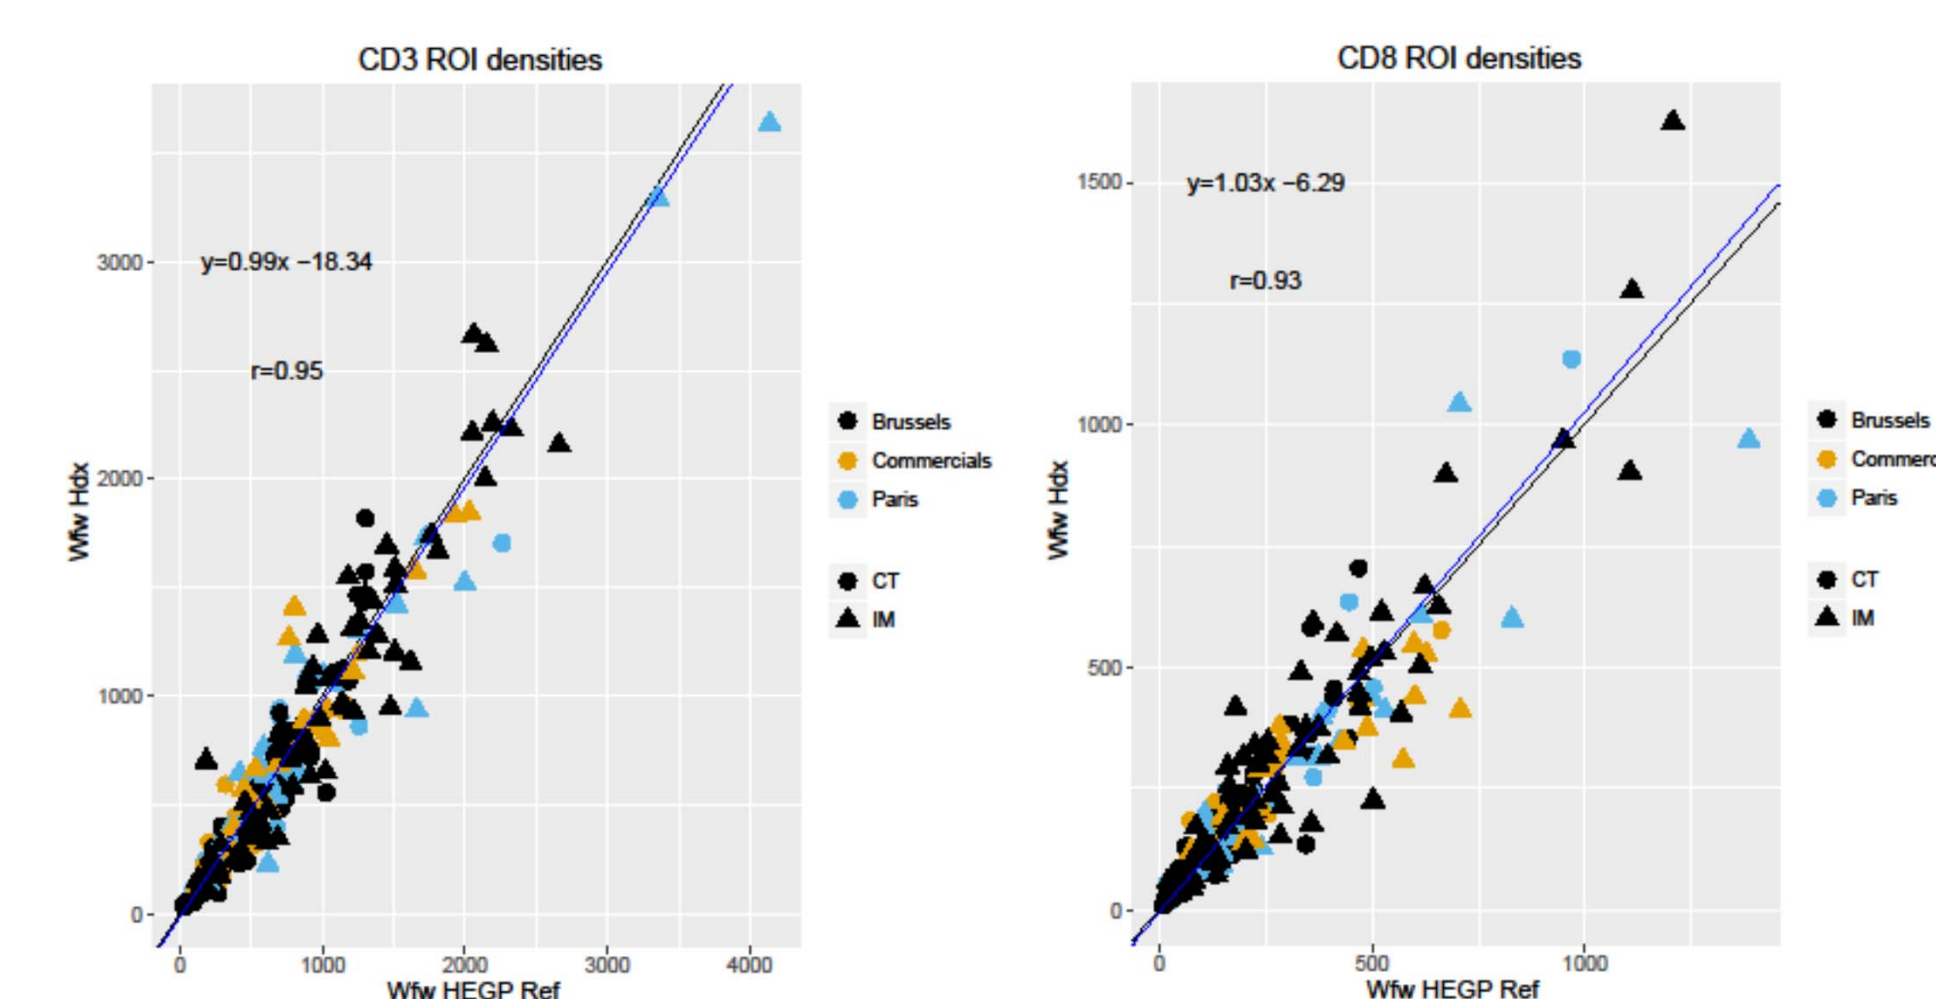 CD3 ROI densities
y=0.99x −18.34
r=0.95
3000
2000
1000
0
Wfw Hdx
0 1000 2000 3000 4000
Wfw HEGP Ref
Brussels
Commercials
Paris
CT
IM
CD8 ROI densities
y=1.03x −6.29
r=0.93
1500
1000
500
0
Wfw Hdx
0 500 1000
Wfw HEGP Ref
Brussels
Commerc
Paris
CT
IM